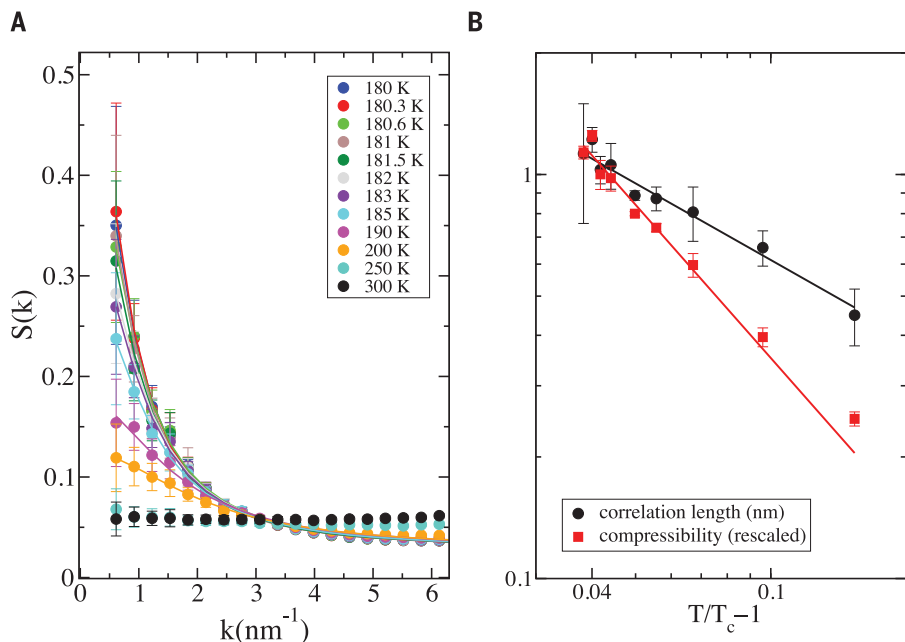 A
B
0.5
0.4
0.3
0.2
0.1
0
S(k)
0
1
2
3
4
5
6
k(nm⁻¹)
180 K
180.3 K
180.6 K
181 K
181.5 K
182 K
183 K
185 K
190 K
200 K
250 K
300 K
1
0.1
0.04
0.1
T/T_c–1
correlation length (nm)
compressibility (rescaled)